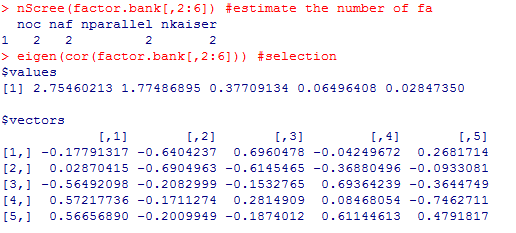 > nScree(factor.bank[,2:6]) #estimate the number of fa
noc naf nparallel nkaiser
1 2 2 2 2
> eigen(cor(factor.bank[,2:6])) #selection
$values
[1] 2.75460213 1.77486895 0.37709134 0.06496408 0.02847350
$vectors
[,1] [,2] [,3] [,4] [,5]
[1,] -0.17791317 -0.6404237 0.6960478 -0.04249672 0.2681714
[2,] 0.02870415 -0.6904963 -0.6145465 -0.36880496 -0.0933081
[3,] -0.56492098 -0.2082999 -0.1532765 0.69364239 -0.3644749
[4,] 0.57217736 -0.1711274 0.2814909 0.08468054 -0.7462711
[5,] 0.56656890 -0.2009949 -0.1874012 0.61144613 0.4791817